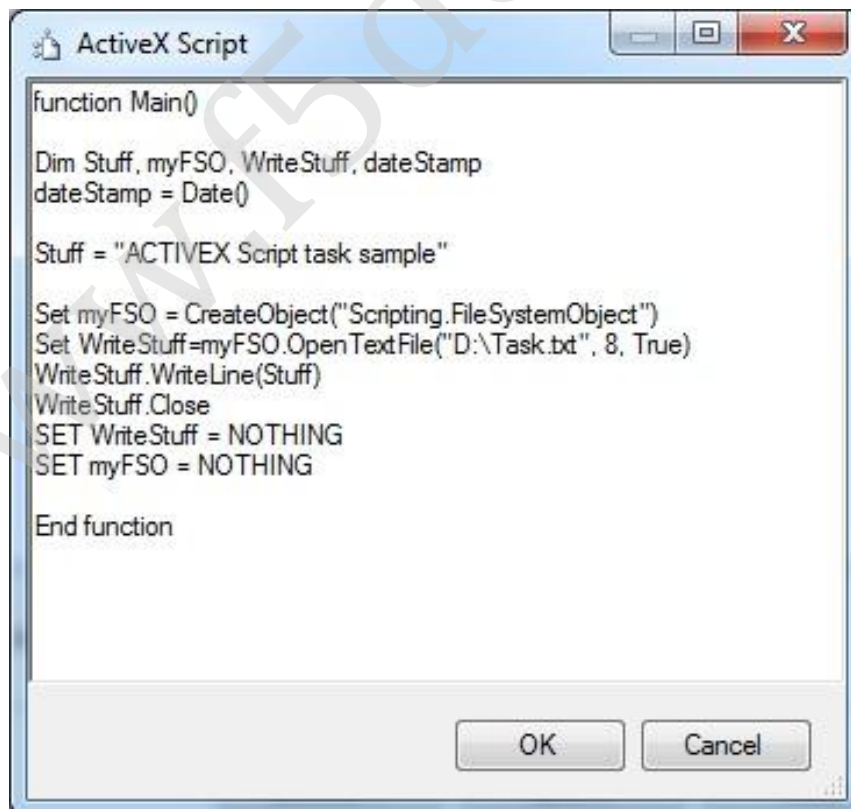 ActiveX Script
function Main()
Dim Stuff, myFSO, WriteStuff, dateStamp
dateStamp = Date()
Stuff = "ACTIVEX Script task sample"
Set myFSO = CreateObject("Scripting.FileSystemObject")
Set WriteStuff=myFSO.OpenTextFile("D:\Task.txt", 8, True)
WriteStuff.WriteLine(Stuff)
WriteStuff.Close
SET WriteStuff = NOTHING
SET myFSO = NOTHING
End function
OK Cancel